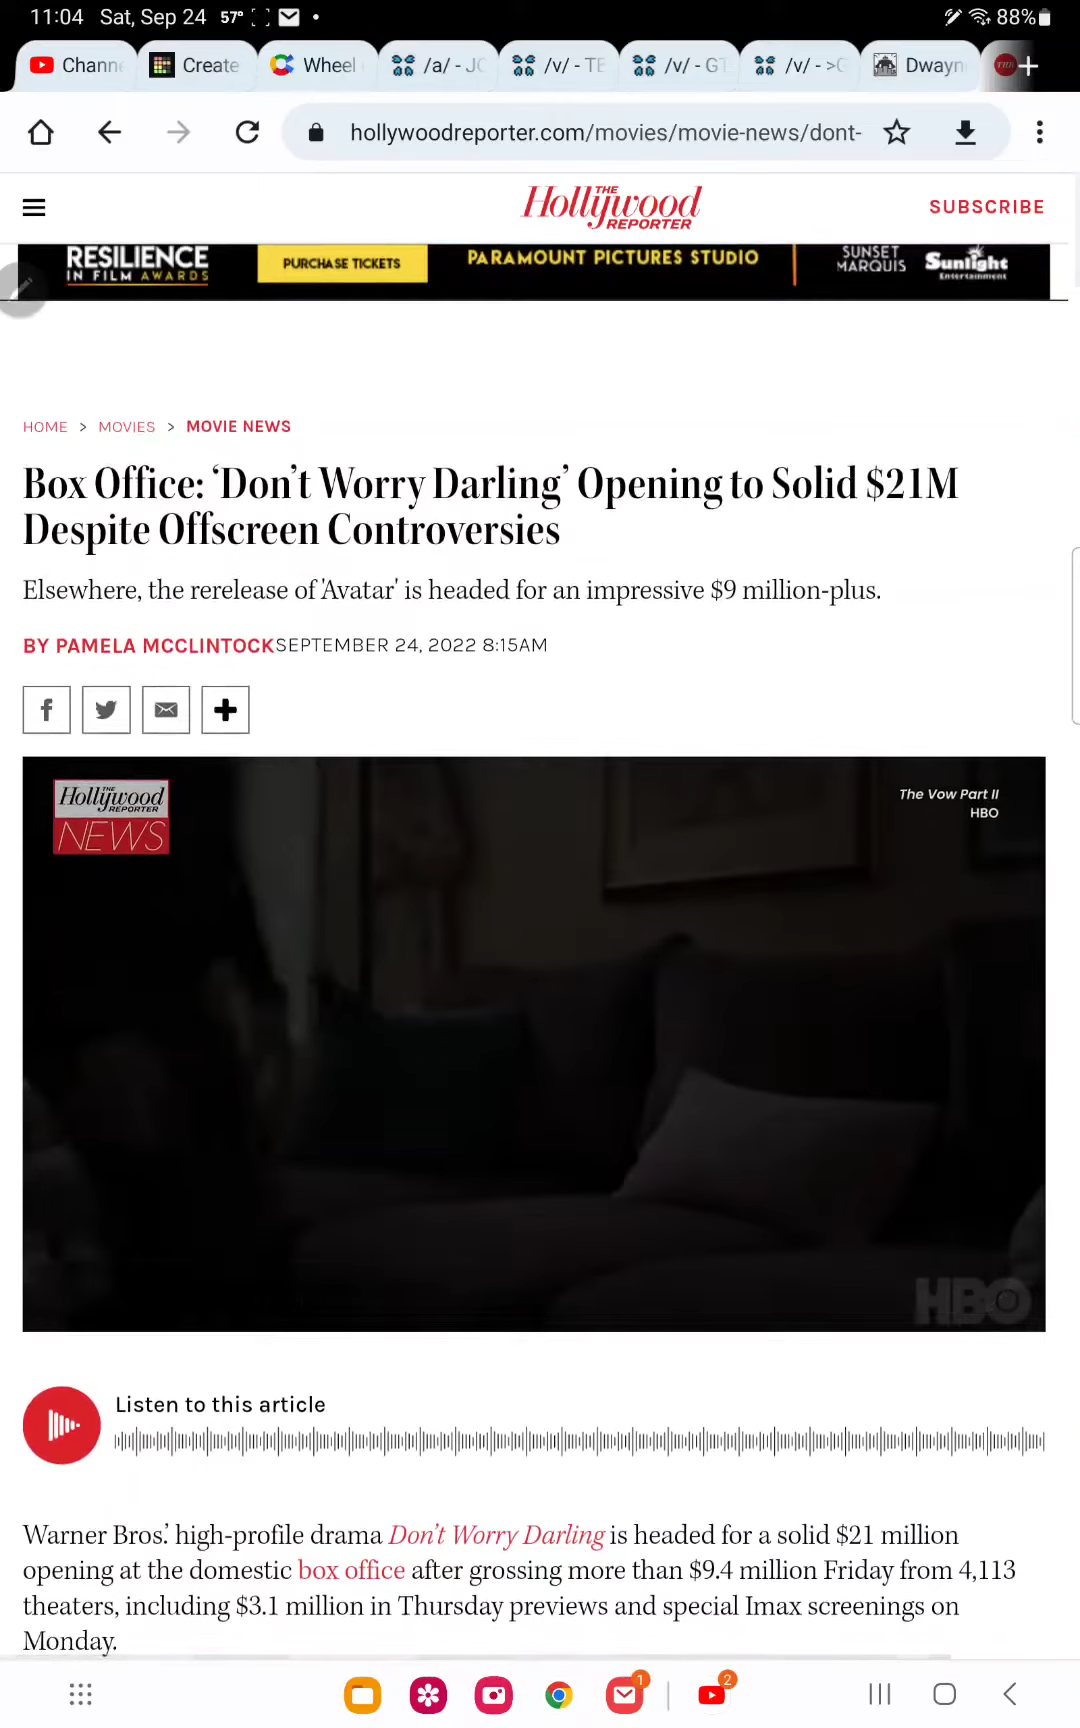 11:04 Sat, Sep 24 57° 88%
Chann Create Wheel /a/ - JC /v/ - TE /v/ - GT /v/ - >C Dwayn THR
hollywoodreporter.com/movies/movie-news/dont-
THE Hollywood REPORTER
SUBSCRIBE
RESILIENCE
IN FILM AWARDS
PURCHASE TICKETS
PARAMOUNT PICTURES STUDIO
SUNSET
MARQUIS
Sunlight
Entertainment
HOME > MOVIES > MOVIE NEWS
Box Office: ‘Don’t Worry Darling’ Opening to Solid $21M
Despite Offscreen Controversies
Elsewhere, the rerelease of 'Avatar' is headed for an impressive $9 million-plus.
BY PAMELA MCCLINTOCKSEPTEMBER 24, 2022 8:15AM
THE Hollywood REPORTER
NEWS
The Vow Part II
HBO
HBO
Listen to this article
Warner Bros.’ high-profile drama Don’t Worry Darling is headed for a solid $21 million
opening at the domestic box office after grossing more than $9.4 million Friday from 4,113
theaters, including $3.1 million in Thursday previews and special Imax screenings on
Monday.
1
2